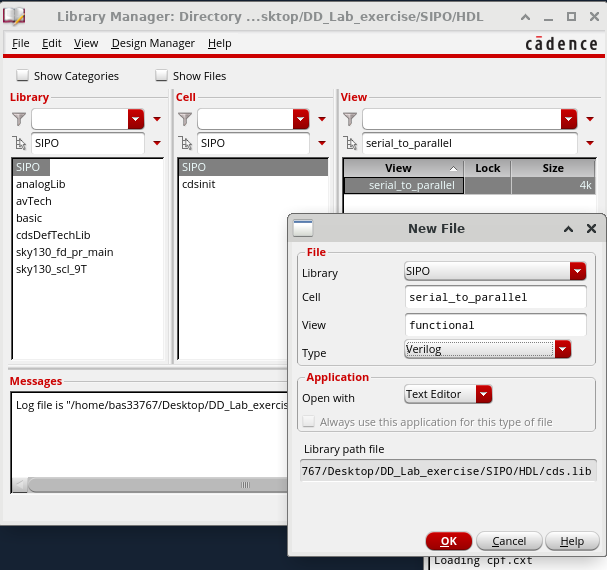 Library Manager: Directory ...sktop/DD_Lab_exercise/SIPO/HDL
File Edit View Design Manager Help
cādence
Show Categories Show Files
Library
SIPO
SIPO
analogLib
avTech
basic
cdsDefTechLib
sky130_fd_pr_main
sky130_scl_9T
Cell
SIPO
SIPO
cdsinit
View
serial_to_parallel
View Lock Size
serial_to_parallel 4k
Messages
Log file is "/home/bas33767/Desktop/DD_Lab_exercis
New File
File
Library SIPO
Cell serial_to_parallel
View functional
Type Verilog
Application
Open with Text Editor
Always use this application for this type of file
Library path file
767/Desktop/DD_Lab_exercise/SIPO/HDL/cds.lib
OK Cancel Help
Loading cpf.cxt